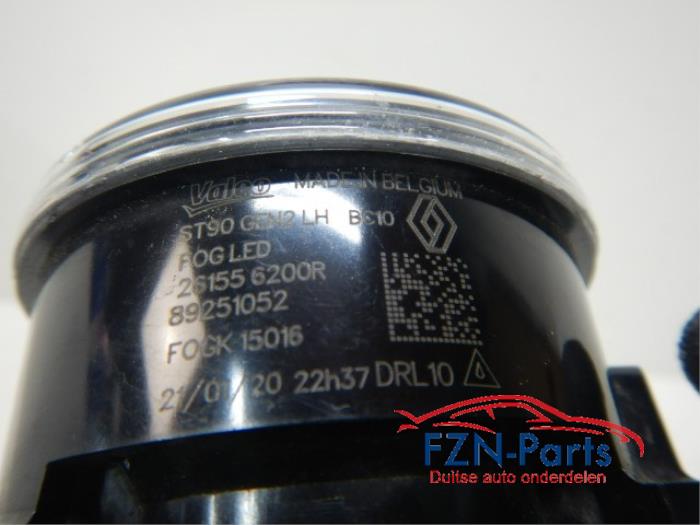 Valeo MADE IN BELGIUM
ST90 GEN2 LH BC10
FOG LED
26155 6200R
89251052
FOGK 15016
21/01/20 22h37 DRL10
FZN-Parts
Duitse auto onderdelen